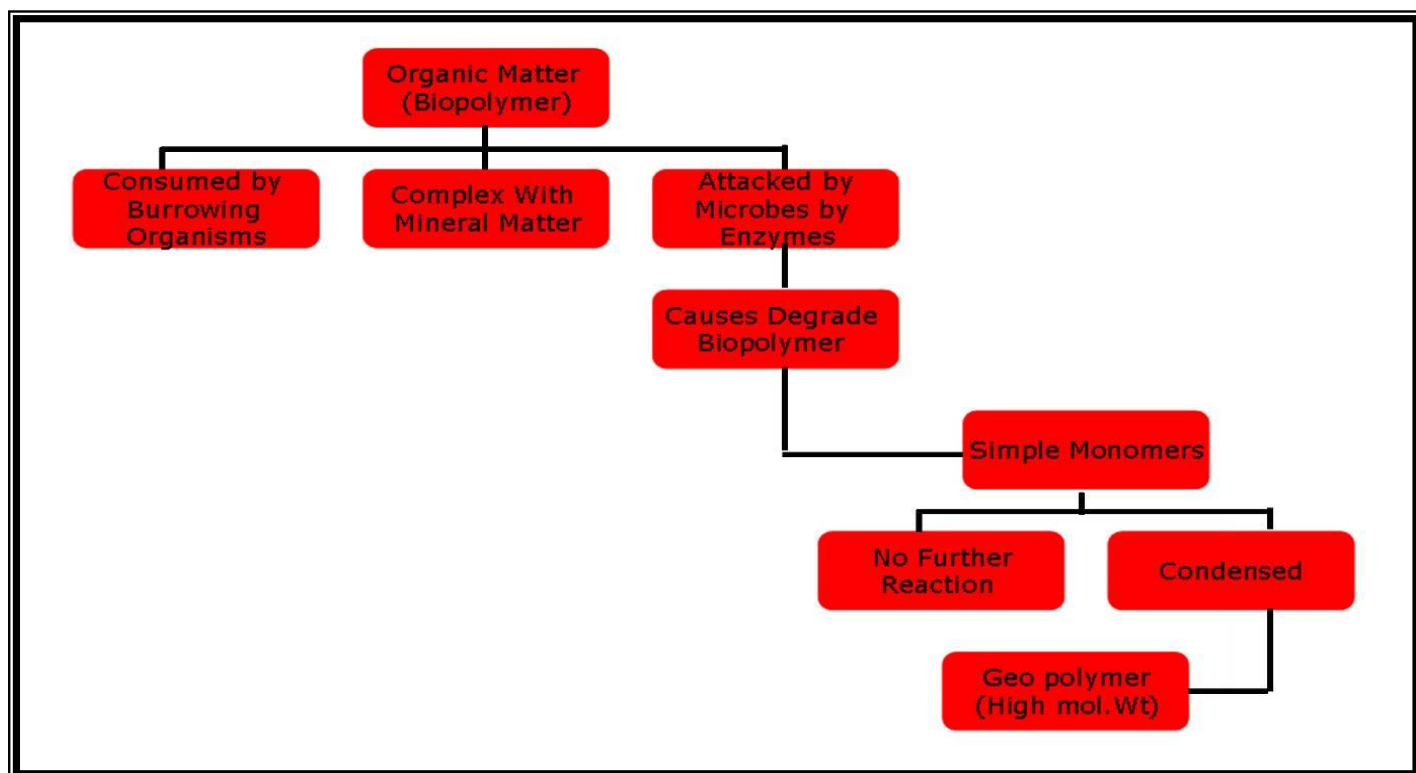 Organic Matter
(Biopolymer)
Consumed by
Burrowing
Organisms
Complex With
Mineral Matter
Attacked by
Microbes by
Enzymes
Causes Degrade
Biopolymer
Simple Monomers
No Further
Reaction
Condensed
Geo polymer
(High mol.Wt)